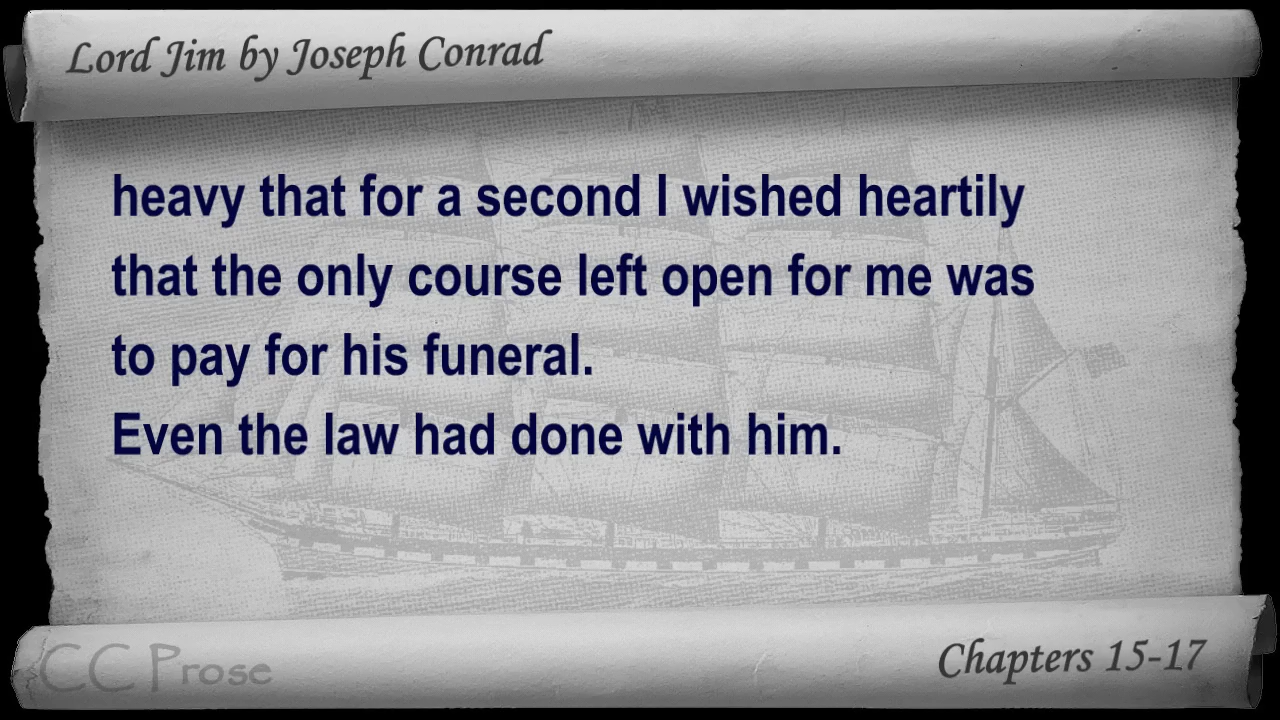 Lord Jim by Joseph Conrad
heavy that for a second I wished heartily
that the only course left open for me was
to pay for his funeral.
Even the law had done with him.
CC Prose
Chapters 15-17